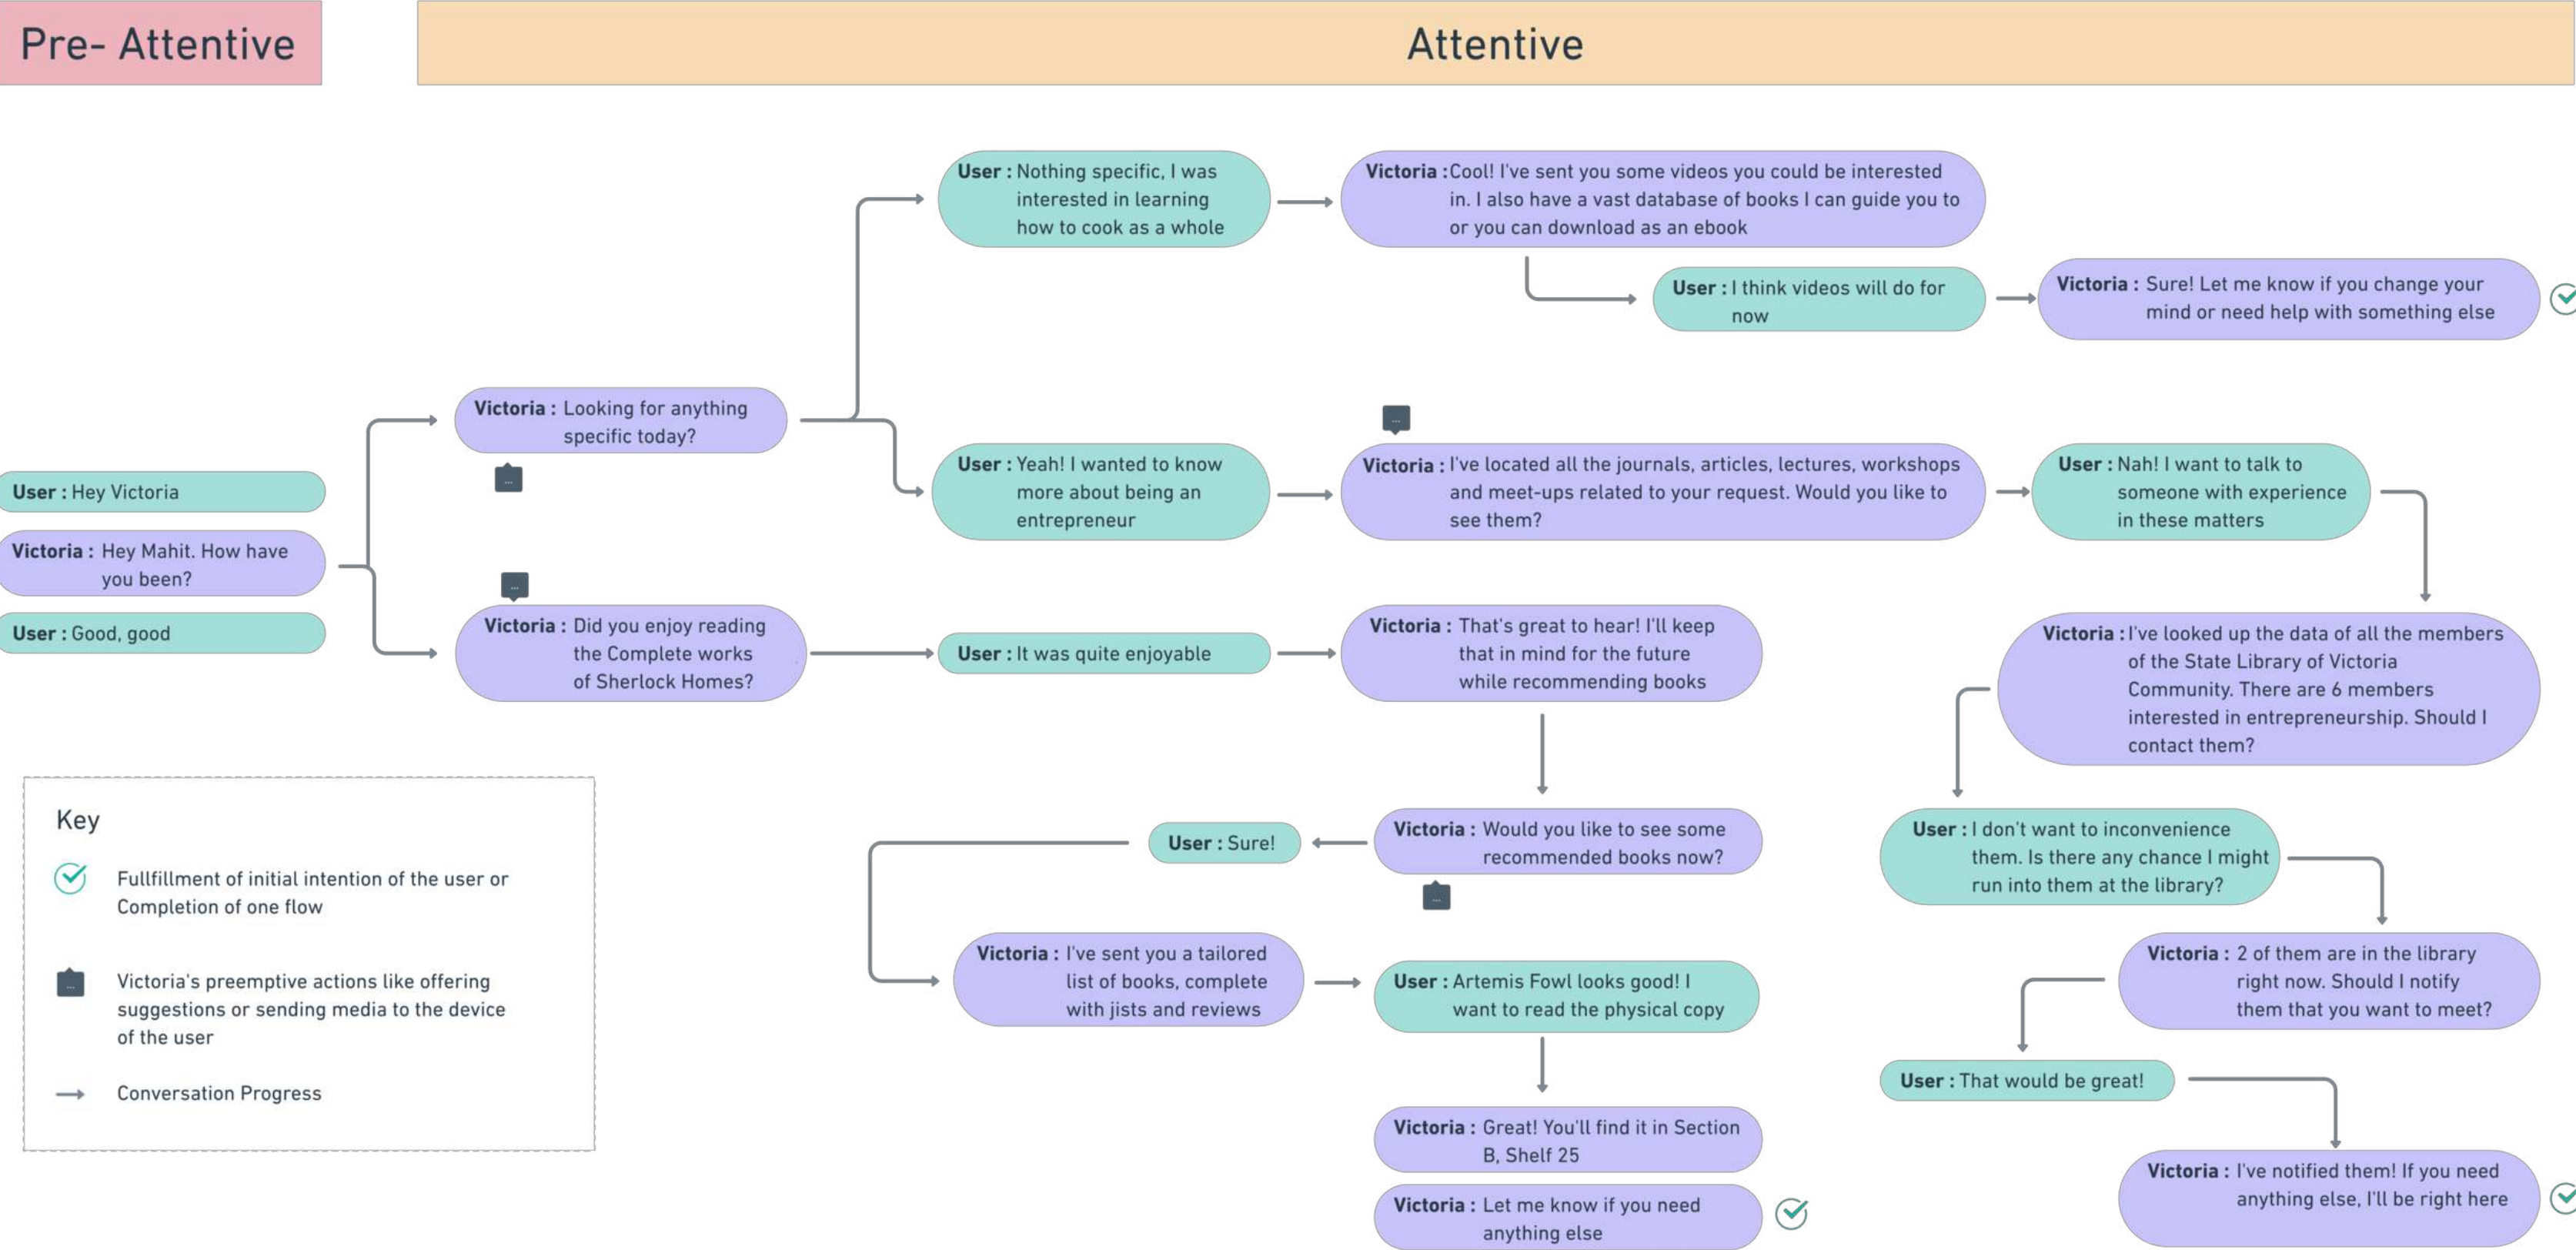 Pre- Attentive
Attentive
User : Hey Victoria
Victoria : Hey Mahit. How have
you been?
User : Good, good
Victoria : Looking for anything
specific today?
User : Nothing specific, I was
interested in learning
how to cook as a whole
Victoria :Cool! I've sent you some videos you could be interested
in. I also have a vast database of books I can guide you to
or you can download as an ebook
User : I think videos will do for
now
Victoria : Sure! Let me know if you change your
mind or need help with something else
User : Yeah! I wanted to know
more about being an
entrepreneur
...
...
Victoria : I've located all the journals, articles, lectures, workshops
and meet-ups related to your request. Would you like to
see them?
User : Nah! I want to talk to
someone with experience
in these matters
Victoria : I've looked up the data of all the members
of the State Library of Victoria
Community. There are 6 members
interested in entrepreneurship. Should I
contact them?
User : I don't want to inconvenience
them. Is there any chance I might
run into them at the library?
Victoria : 2 of them are in the library
right now. Should I notify
them that you want to meet?
User : That would be great!
Victoria : I've notified them! If you need
anything else, I'll be right here
...
Victoria : Did you enjoy reading
the Complete works
of Sherlock Homes?
User : It was quite enjoyable
Victoria : That's great to hear! I'll keep
that in mind for the future
while recommending books
Victoria : Would you like to see some
recommended books now?
...
User : Sure!
Victoria : I've sent you a tailored
list of books, complete
with jists and reviews
User : Artemis Fowl looks good! I
want to read the physical copy
Victoria : Great! You'll find it in Section
B, Shelf 25
Victoria : Let me know if you need
anything else
Key
Fullfillment of initial intention of the user or
Completion of one flow
...
Victoria's preemptive actions like offering
suggestions or sending media to the device
of the user
Conversation Progress